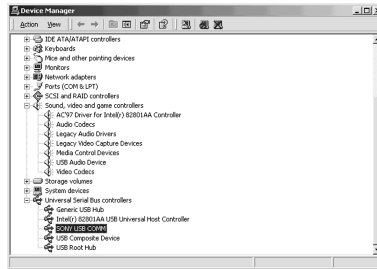 Device Manager
Action View
IDE ATA/ATAPI controllers
Keyboards
Mice and other pointing devices
Monitors
Network adapters
Ports (COM & LPT)
SCSI and RAID controllers
Sound, video and game controllers
AC'97 Driver for Intel(r) 82801AA Controller
Audio Codecs
Legacy Audio Drivers
Legacy Video Capture Devices
Media Control Devices
USB Audio Device
Video Codecs
Storage volumes
System devices
Universal Serial Bus controllers
Generic USB Hub
Intel(r) 82801AA USB Universal Host Controller
SONY USB COMM
USB Composite Device
USB Root Hub